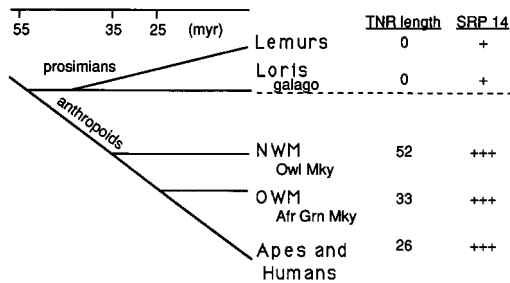 TNR length SRP 14
55 35 25 (myr)
Lemurs 0 +
prosimians
Loris
galago 0 +
anthropoids
NWM 52 +++
Owl Mky
OWM 33 +++
Afr Grn Mky
Apes and 26 +++
Humans